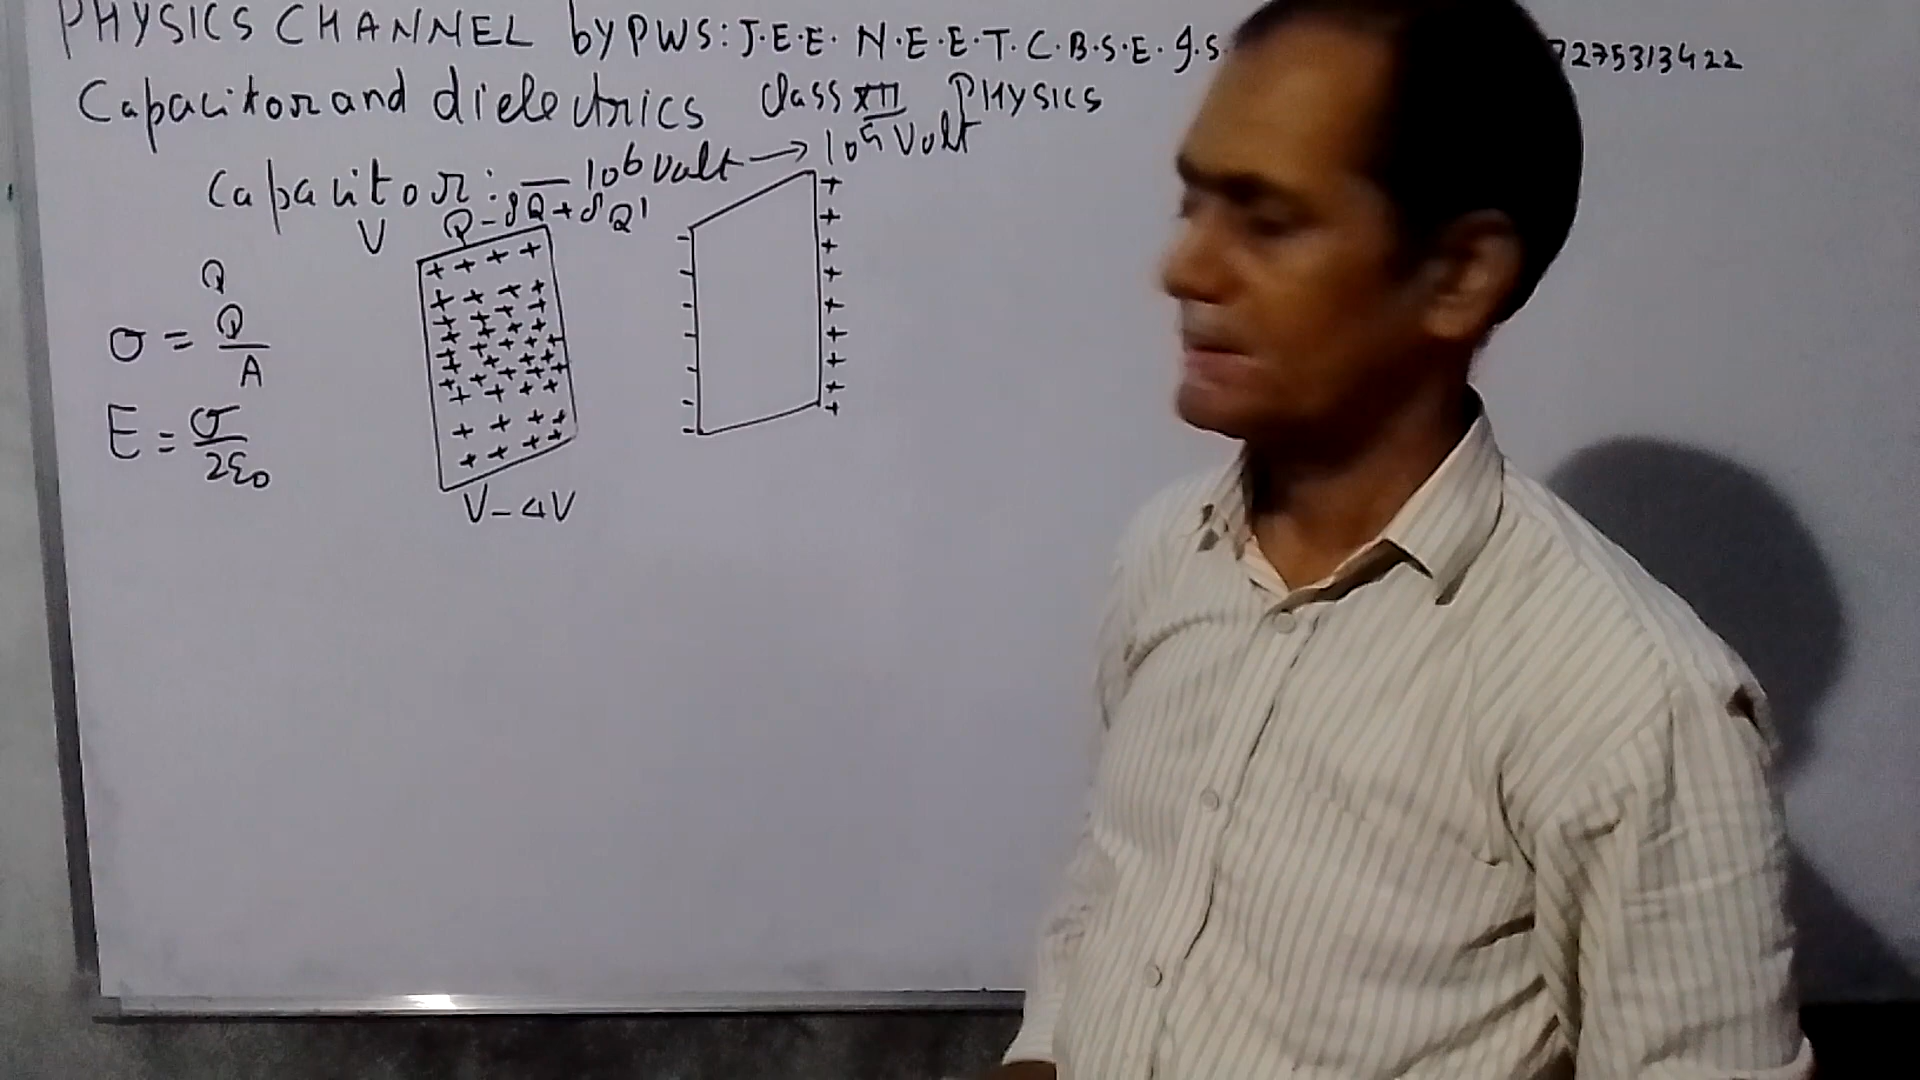 PHYSICS CHANNEL by PWS: J.E.E. N.E.E.T. C.B.S.E. I.S. 7275313422
Capacitor and dielectrics class XII PHYSICS
Capacitor: — 10⁶ Volt → 10⁵ Volt
V Q - δQ + δQ'
Q
σ = Q/A
E = σ/2ε₀
V - ΔV